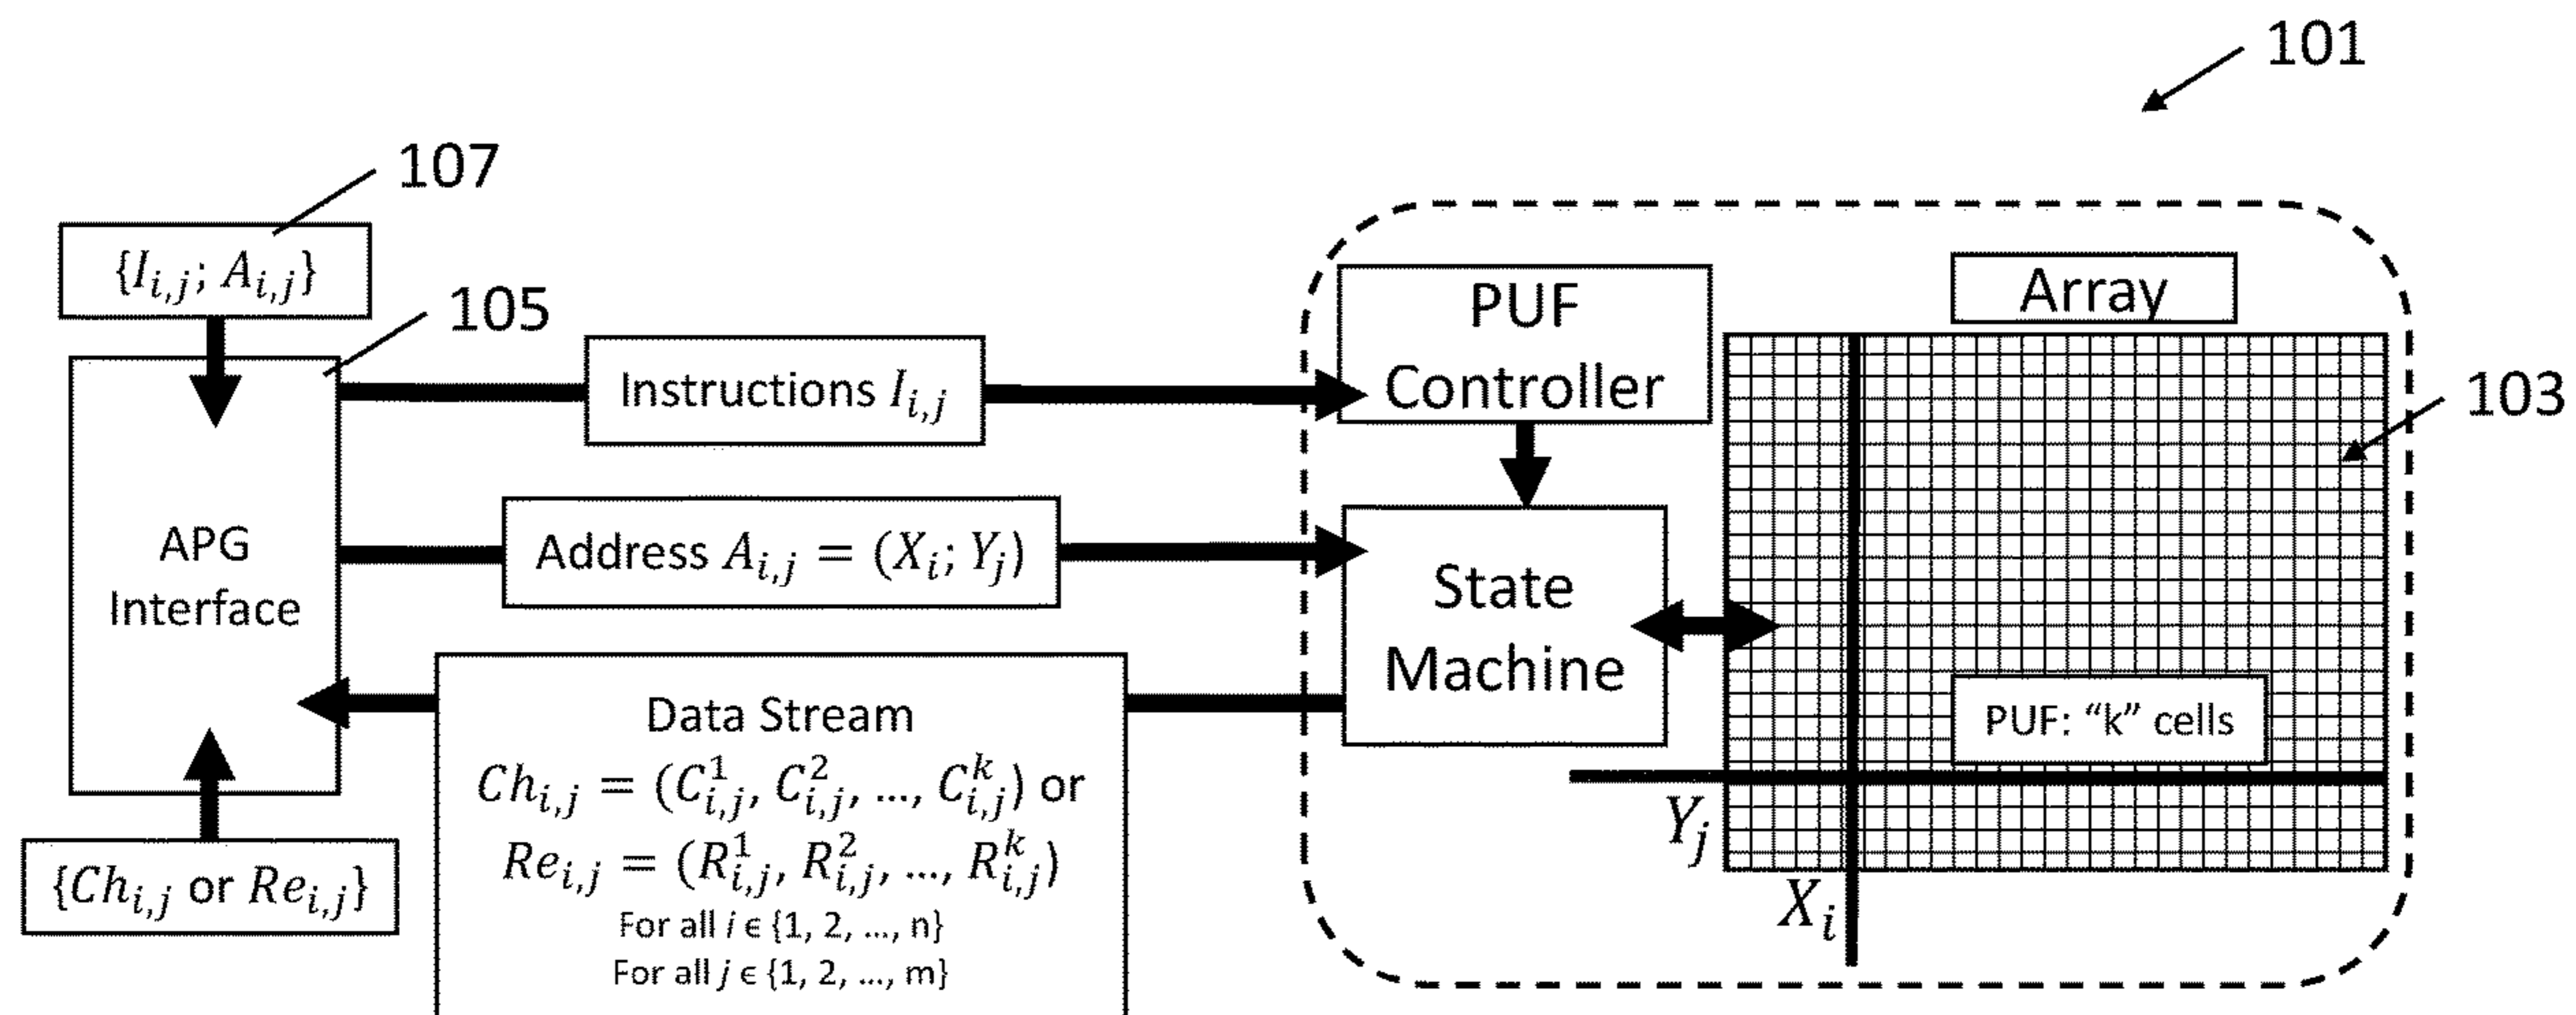 101
107
{I_{i,j}; A_{i,j}}
105
Instructions I_{i,j}
PUF
Controller
Array
103
APG
Interface
Address A_{i,j} = (X_i; Y_j)
State
Machine
Data Stream
Ch_{i,j} = (C^1_{i,j}, C^2_{i,j}, ..., C^k_{i,j}) or
Re_{i,j} = (R^1_{i,j}, R^2_{i,j}, ..., R^k_{i,j})
For all i ϵ {1, 2, ..., n}
For all j ϵ {1, 2, ..., m}
{Ch_{i,j} or Re_{i,j}}
PUF: “k” cells
Y_j
X_i